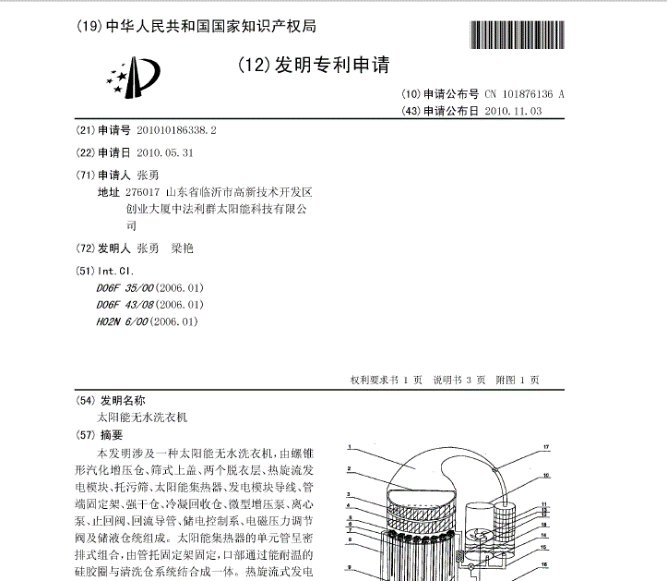 (19)中华人民共和国国家知识产权局
(12)发明专利申请
(10)申请公布号 CN 101876136 A
(43)申请公布日 2010.11.03
(21)申请号 201010186338.2
(22)申请日 2010.05.31
(71)申请人 张勇
地址 276017 山东省临沂市高新技术开发区
创业大厦中法利群太阳能科技有限公
司
(72)发明人 张勇 梁艳
(51)Int.Cl.
D06F 35/00(2006.01)
D06F 43/08(2006.01)
H02N 6/00(2006.01)
权利要求书 1 页 说明书 3 页 附图 1 页
(54)发明名称
太阳能无水洗衣机
(57)摘要
本发明涉及一种太阳能无水洗衣机,由螺锥
形汽化增压仓、筛式上盖、两个脱衣层、热旋流发
电模块、托污筛、太阳能集热器、发电模块导线、管
端固定架、强干仓、冷凝回收仓、微型增压泵、离心
泵、止回阀、回流导管、储电控制系、电磁压力调节
阀及储液仓统组成。太阳能集热器的单元管呈密
排式组合,由管托固定架固定,口部通过能耐温的
硅胶圈与清洗仓系统结合成一体。热旋流式发电
1
2
3
4
5
6
7
8
9
17
10
11
18
14
15
16